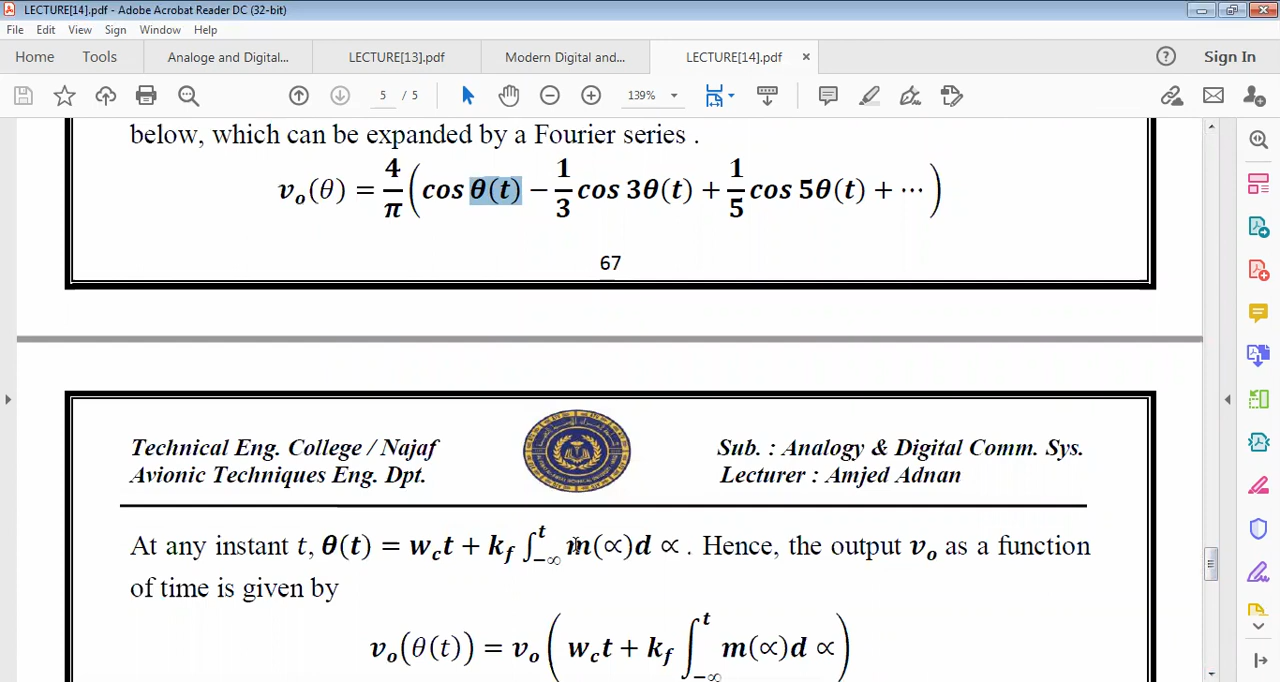 LECTURE[14].pdf - Adobe Acrobat Reader DC (32-bit)
File Edit View Sign Window Help
Home Tools Analoge and Digital... LECTURE[13].pdf Modern Digital and... LECTURE[14].pdf × Sign In
5 / 5 139%
below, which can be expanded by a Fourier series .
vₒ(θ) = 4/π (cos θ(t) − 1/3 cos 3θ(t) + 1/5 cos 5θ(t) + ⋯)
67
Technical Eng. College / Najaf Sub. : Analogy & Digital Comm. Sys.
Avionic Techniques Eng. Dpt. Lecturer : Amjed Adnan
At any instant t, θ(t) = w_c t + k_f ∫_{−∞}^{t} m(∝)d ∝ . Hence, the output vₒ as a function
of time is given by
vₒ(θ(t)) = vₒ( w_c t + k_f ∫_{−∞}^{t} m(∝)d ∝ )